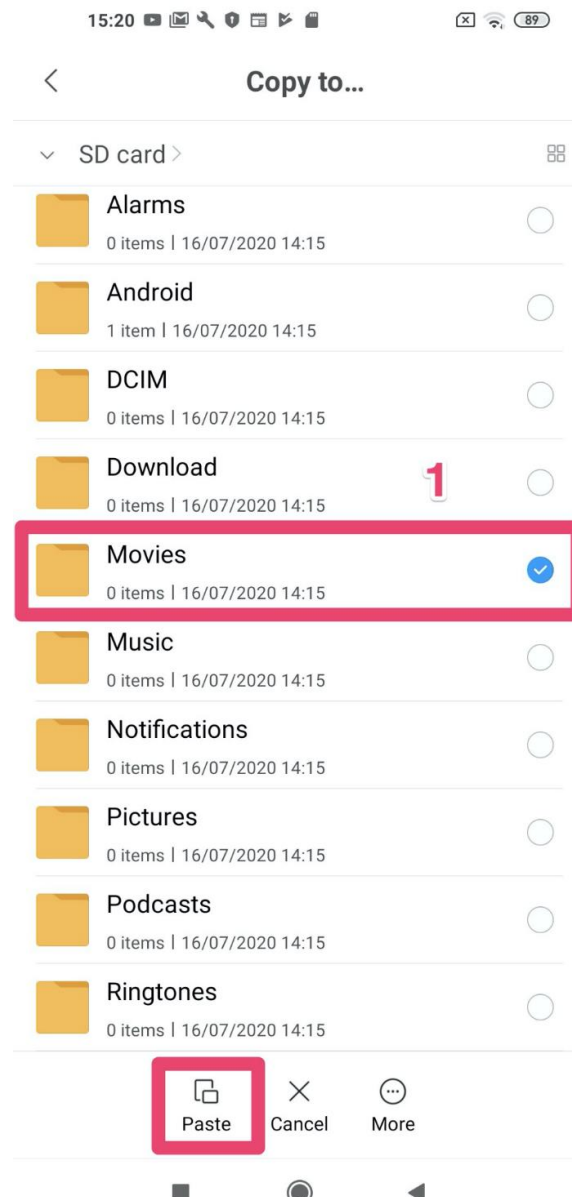 15:20
89
Copy to...
SD card
Alarms
0 items | 16/07/2020 14:15
Android
1 item | 16/07/2020 14:15
DCIM
0 items | 16/07/2020 14:15
Download
0 items | 16/07/2020 14:15
1
Movies
0 items | 16/07/2020 14:15
Music
0 items | 16/07/2020 14:15
Notifications
0 items | 16/07/2020 14:15
Pictures
0 items | 16/07/2020 14:15
Podcasts
0 items | 16/07/2020 14:15
Ringtones
0 items | 16/07/2020 14:15
Paste Cancel More